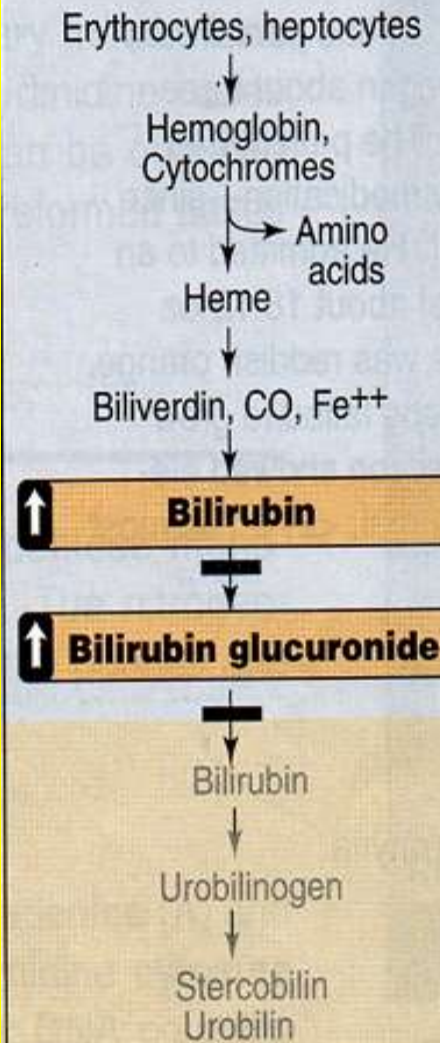 Erythrocytes, heptocytes
Hemoglobin,
Cytochromes
Amino
acids
Heme
Biliverdin, CO, Fe++
Bilirubin
Bilirubin glucuronide
Bilirubin
Urobilinogen
Stercobilin
Urobilin